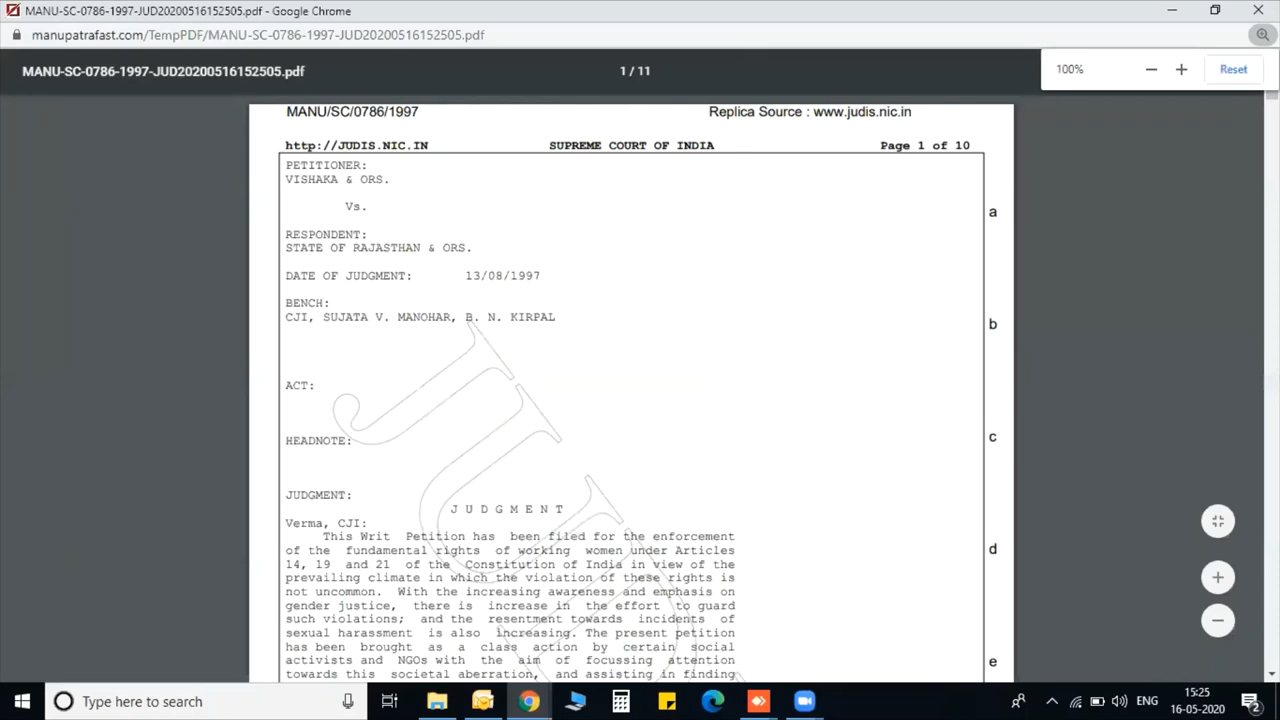 MANU-SC-0786-1997-JUD20200516152505.pdf - Google Chrome
manupatrafast.com/TempPDF/MANU-SC-0786-1997-JUD20200516152505.pdf
MANU-SC-0786-1997-JUD20200516152505.pdf 1 / 11
100% Reset
MANU/SC/0786/1997 Replica Source : www.judis.nic.in
http://JUDIS.NIC.IN SUPREME COURT OF INDIA Page 1 of 10
PETITIONER:
VISHAKA & ORS.
Vs.
a
RESPONDENT:
STATE OF RAJASTHAN & ORS.
DATE OF JUDGMENT: 13/08/1997
BENCH:
CJI, SUJATA V. MANOHAR, B. N. KIRPAL
b
ACT:
HEADNOTE:
c
JUDGMENT:
J U D G M E N T
Verma, CJI:
This Writ Petition has been filed for the enforcement
of the fundamental rights of working women under Articles
d
14, 19 and 21 of the Constitution of India in view of the
prevailing climate in which the violation of these rights is
not uncommon. With the increasing awareness and emphasis on
gender justice, there is increase in the effort to guard
such violations; and the resentment towards incidents of
sexual harassment is also increasing. The present petition
has been brought as a class action by certain social
activists and NGOs with the aim of focussing attention
e
towards this societal aberration, and assisting in finding
Type here to search
ENG
15:25
16-05-2020
2